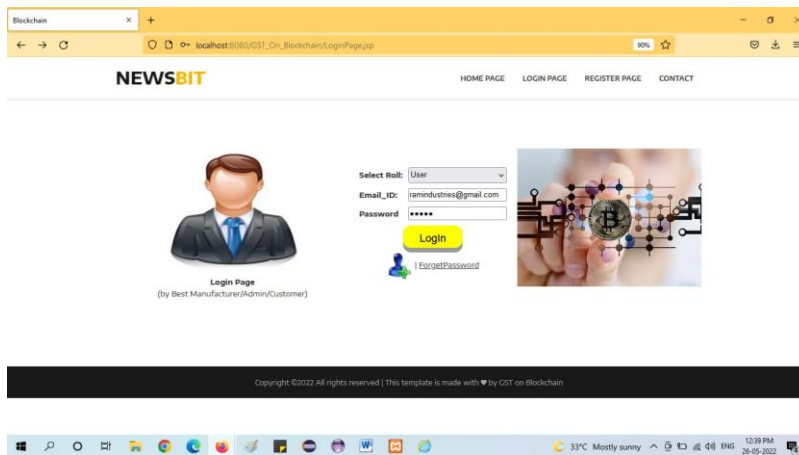 Blockchain
localhost:8080/GST_On_Blockchain/LoginPage.jsp
90%
NEWSBIT
HOME PAGE LOGIN PAGE REGISTER PAGE CONTACT
Select Roll: User
Email_ID: ramindustries@gmail.com
Password •••••
Login
| ForgetPassword
Login Page
(by Best Manufacturer/Admin/Customer)
Copyright ©2022 All rights reserved | This template is made with ♥ by GST on Blockchain
33°C Mostly sunny ENG 12:39 PM
26-05-2022